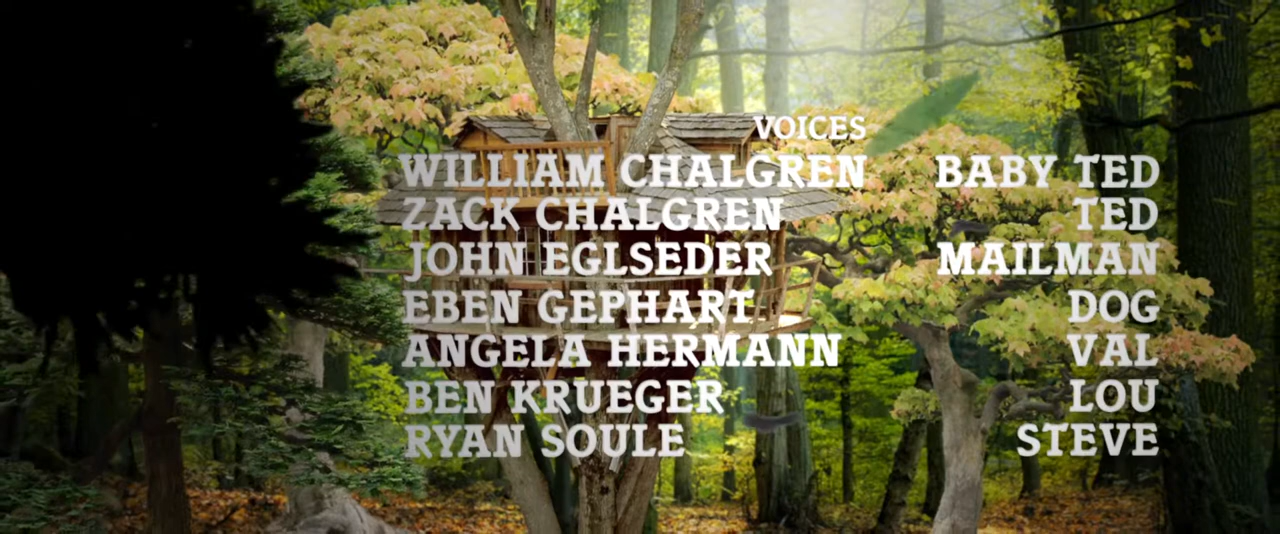 VOICES
WILLIAM CHALGREN BABY TED
ZACK CHALGREN TED
JOHN EGLSEDER MAILMAN
EBEN GEPHART DOG
ANGELA HERMANN VAL
BEN KRUEGER LOU
RYAN SOULE STEVE